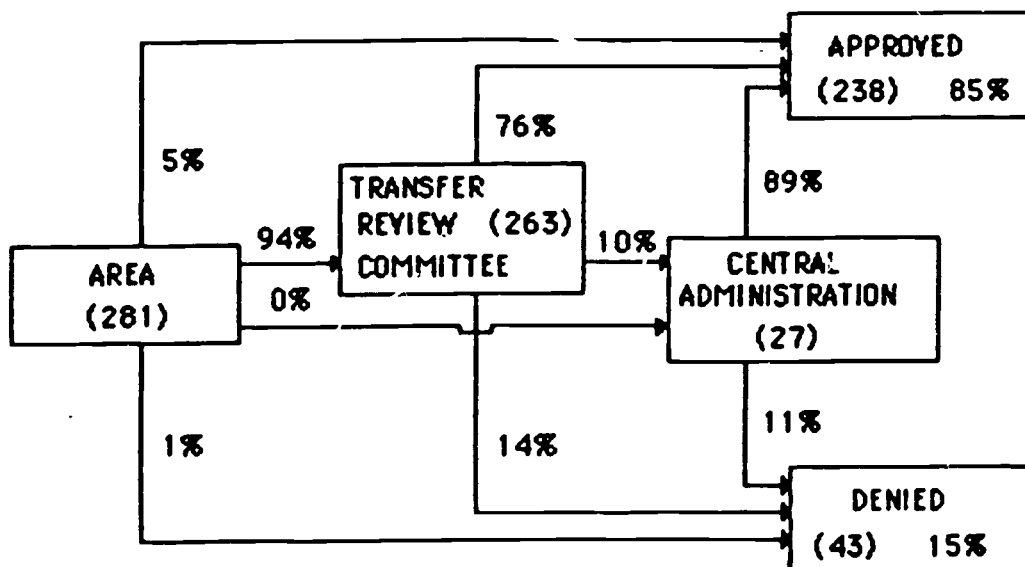 APPROVED
(238) 85%
76%
5%
TRANSFER
REVIEW (263)
COMMITTEE
89%
94%
10%
AREA
(281)
0%
CENTRAL
ADMINISTRATION
(27)
1%
14%
11%
DENIED
(43) 15%